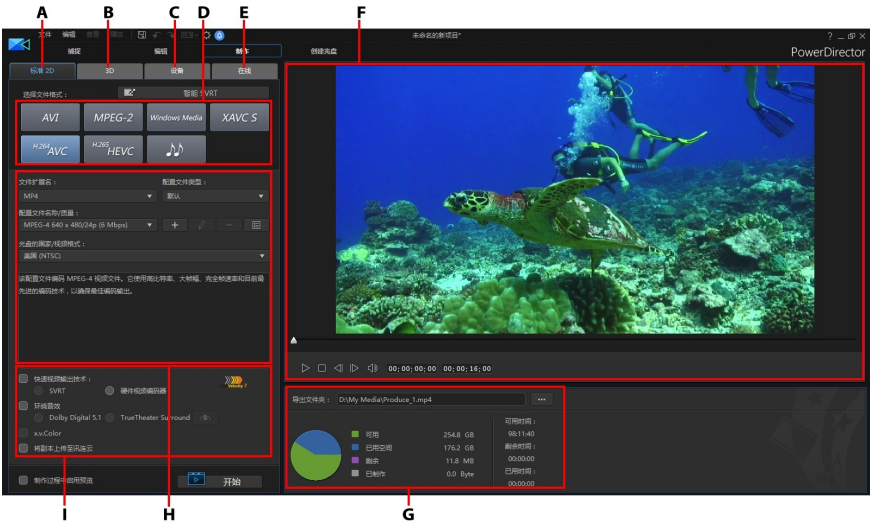 A B C D E F
文件 编辑 未命名的新项目*
捕捉 编辑 制作 创建光盘
PowerDirector
标准 2D 3D 设备 在线
选择文件格式： 智能 SVRT
AVI MPEG-2 Windows Media XAVC S
H.264 AVC H.265 HEVC
文件扩展名： 配置文件类型：
MP4 默认
配置文件名称/质量：
MPEG-4 640 x 480/24p (6 Mbps)
光盘的国家/视频格式：
美国 (NTSC)
该配置文件编码 MPEG-4 视频文件。它使用高比特率、大帧幅、完全帧速率和目前最
先进的编码技术，以确保最佳编码输出。
00;00;00;00 00;00;16;00
快速视频输出技术：
SVRT 硬件视频编码器
环绕音效
Dolby Digital 5.1 TrueTheater Surround
x.v.Color
将副本上传至讯连云
制作过程中启用预览 开始
导出文件夹： D:\My Media\Produce_1.mp4
可用 254.8 GB
已用空间 176.2 GB
剩余 11.8 MB
已制作 0.0 Byte
可用时间：
98:11:40
剩余时间：
00:00:00
已用时间：
00:00:00
I H G